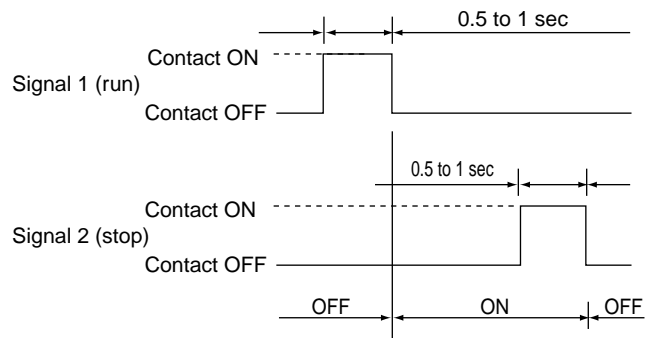 0.5 to 1 sec
Contact ON
Signal 1 (run)
Contact OFF
0.5 to 1 sec
Contact ON
Signal 2 (stop)
Contact OFF
OFF ON OFF